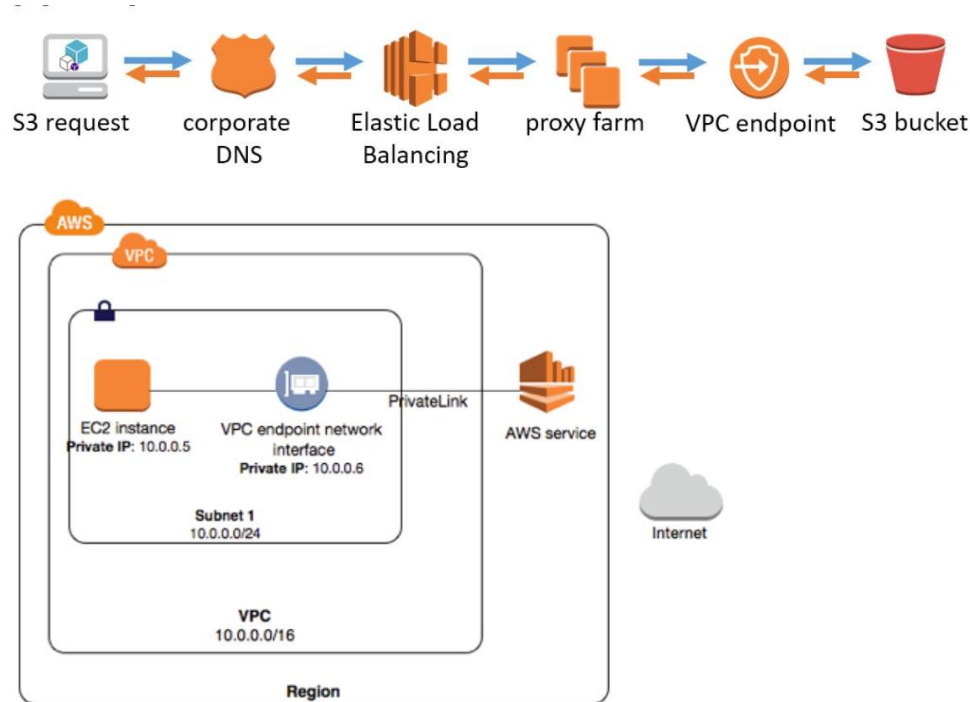 S3 request
corporate
DNS
Elastic Load
Balancing
proxy farm
VPC endpoint
S3 bucket
AWS
VPC
EC2 instance
Private IP: 10.0.0.5
VPC endpoint network
interface
Private IP: 10.0.0.6
PrivateLink
AWS service
Subnet 1
10.0.0.0/24
Internet
VPC
10.0.0.0/16
Region